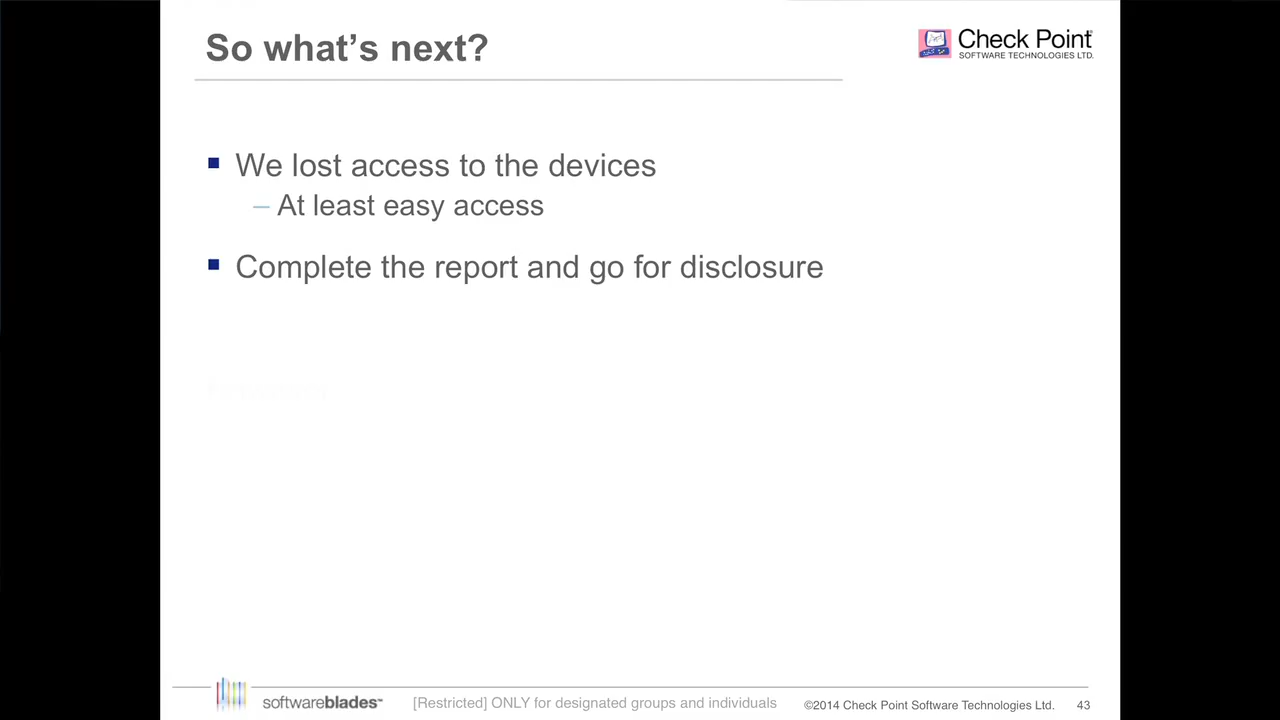 So what’s next?
Check Point
SOFTWARE TECHNOLOGIES LTD.
We lost access to the devices
– At least easy access
Complete the report and go for disclosure
softwareblades™
[Restricted] ONLY for designated groups and individuals
©2014 Check Point Software Technologies Ltd.
43